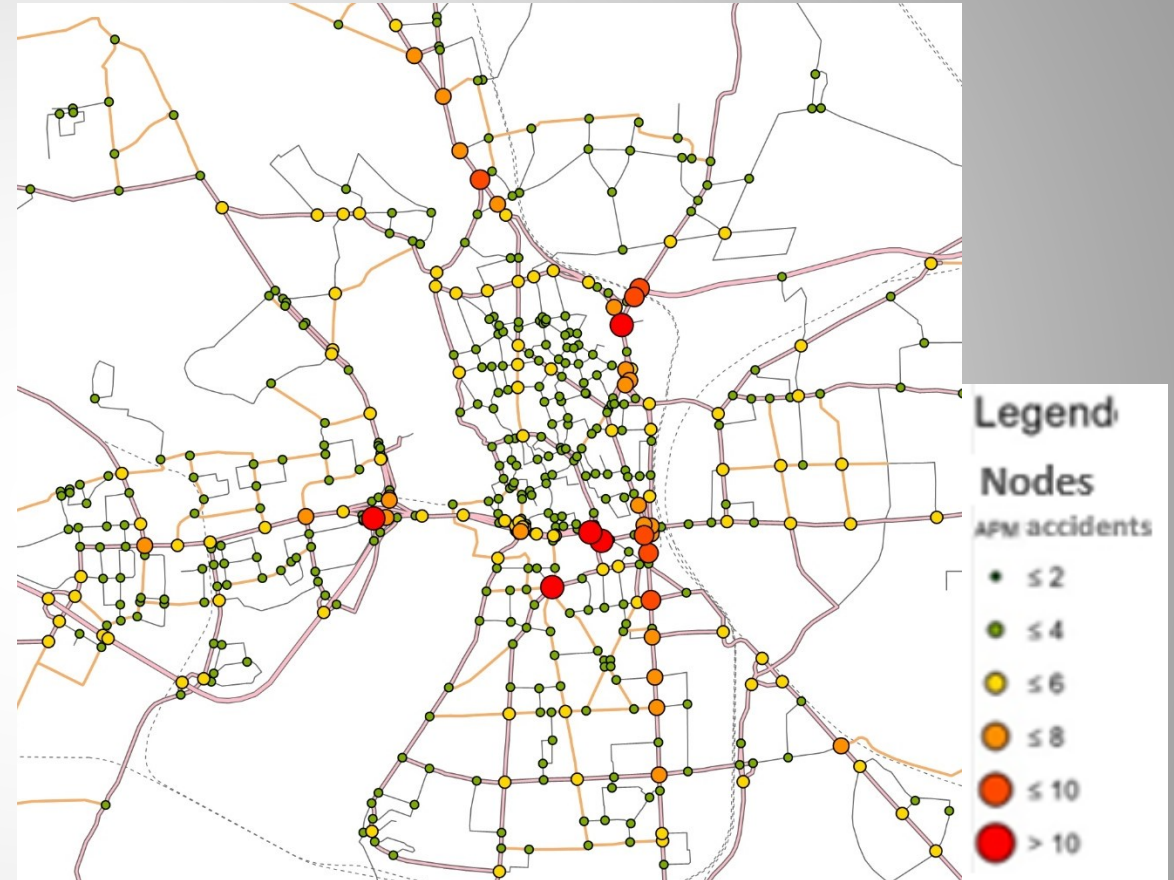 Legend
Nodes
APM accidents
≤ 2
≤ 4
≤ 6
≤ 8
≤ 10
> 10